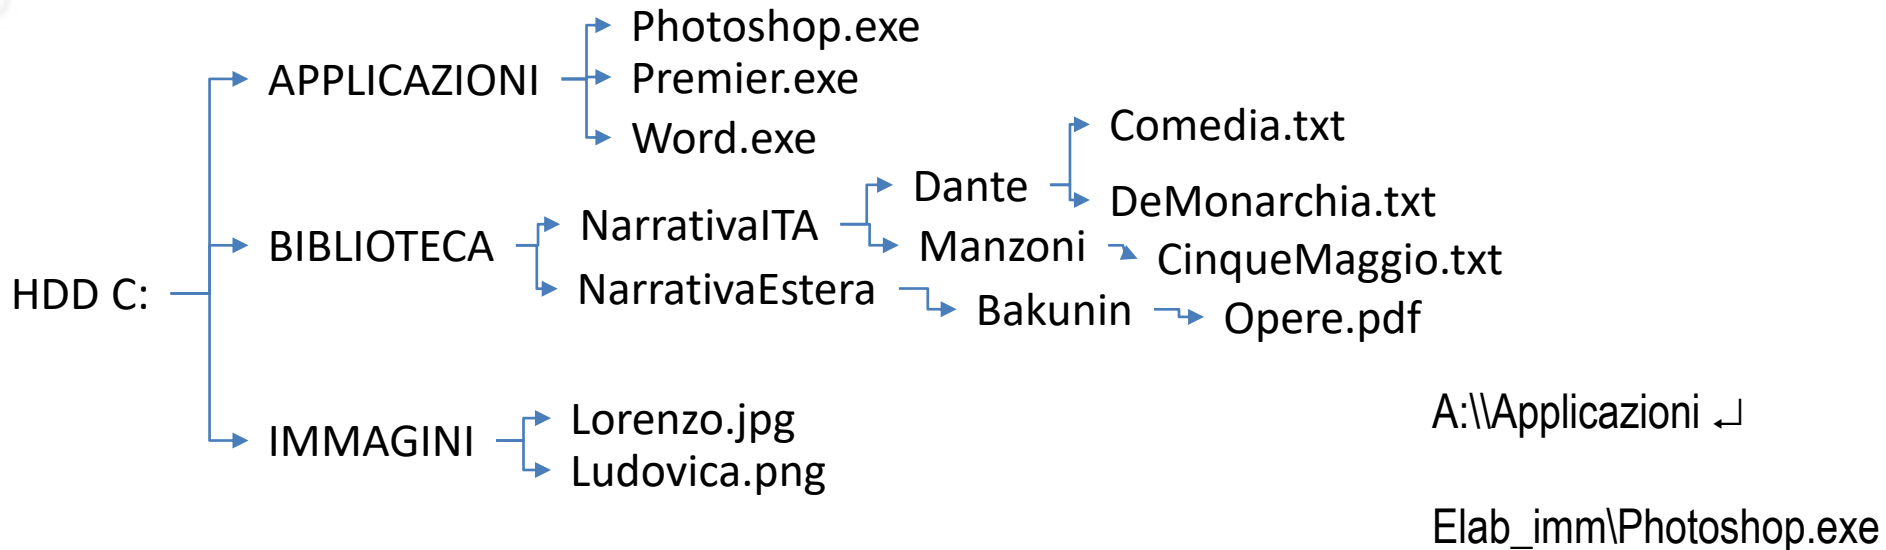 Photoshop.exe
APPLICAZIONI
Premier.exe
Word.exe
Comedia.txt
Dante
DeMonarchia.txt
NarrativaITA
BIBLIOTECA
Manzoni
CinqueMaggio.txt
HDD C:
NarrativaEstera
Bakunin
Opere.pdf
A:\\Applicazioni ↵
Lorenzo.jpg
IMMAGINI
Ludovica.png
Elab_imm\Photoshop.exe